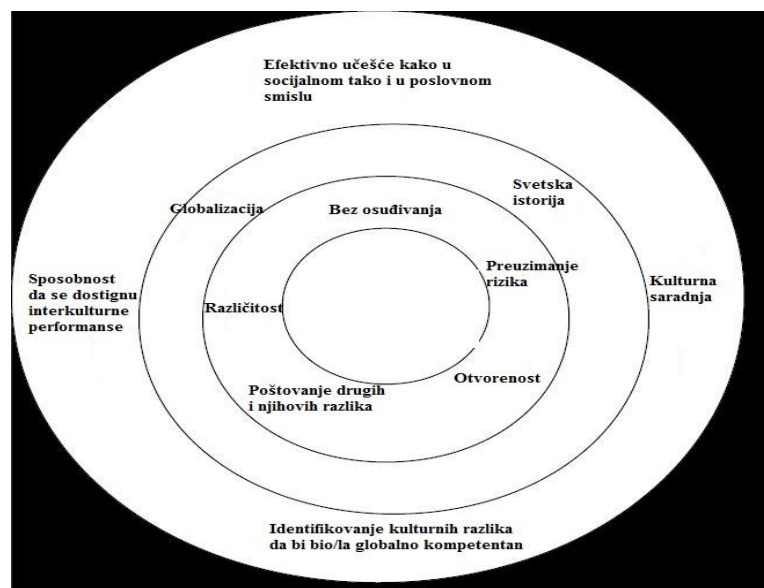 Efektivno učešće kako u
socijalnom tako i u poslovnom
smislu
Svetska
istorija
Globalizacija
Bez osuđivanja
Sposobnost
da se dostignu
interkulturne
performanse
Preuzimanje
rizika
Kulturna
saradnja
Različitost
Otvorenost
Poštovanje drugih
i njihovih razlika
Identifikovanje kulturnih razlika
da bi bio/la globalno kompetentan